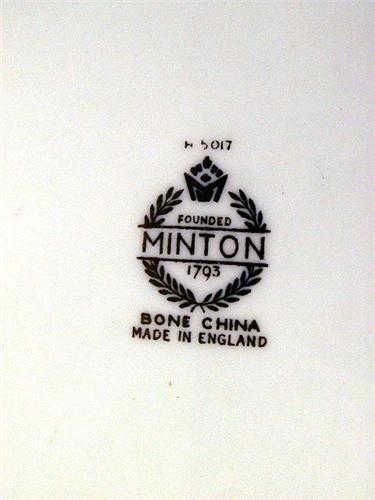 H 5017
M
FOUNDED
MINTON
1793
BONE CHINA
MADE IN ENGLAND